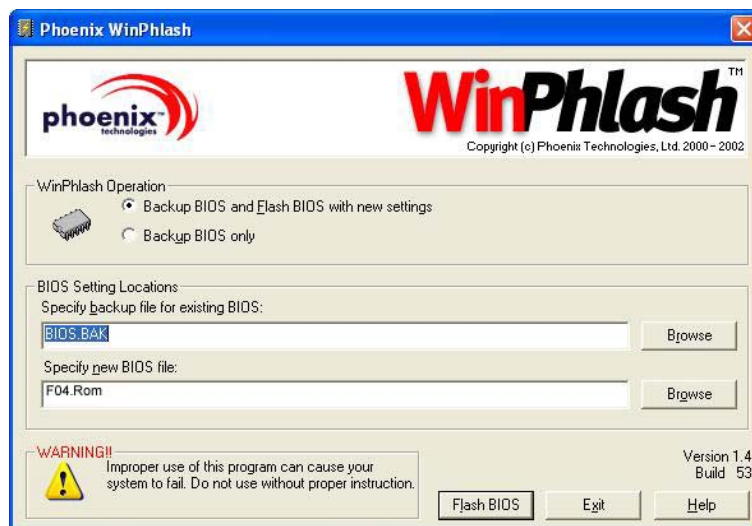 Phoenix WinPhlash
phoenix™
technologies
WinPhlash™
Copyright (c) Phoenix Technologies, Ltd. 2000 - 2002
WinPhlash Operation
Backup BIOS and Flash BIOS with new settings
Backup BIOS only
BIOS Setting Locations
Specify backup file for existing BIOS:
BIOS.BAK
Browse
Specify new BIOS file:
F04.Rom
Browse
WARNING!!
Improper use of this program can cause your
system to fail. Do not use without proper instruction.
Version 1.4
Build 53
Flash BIOS
Exit
Help